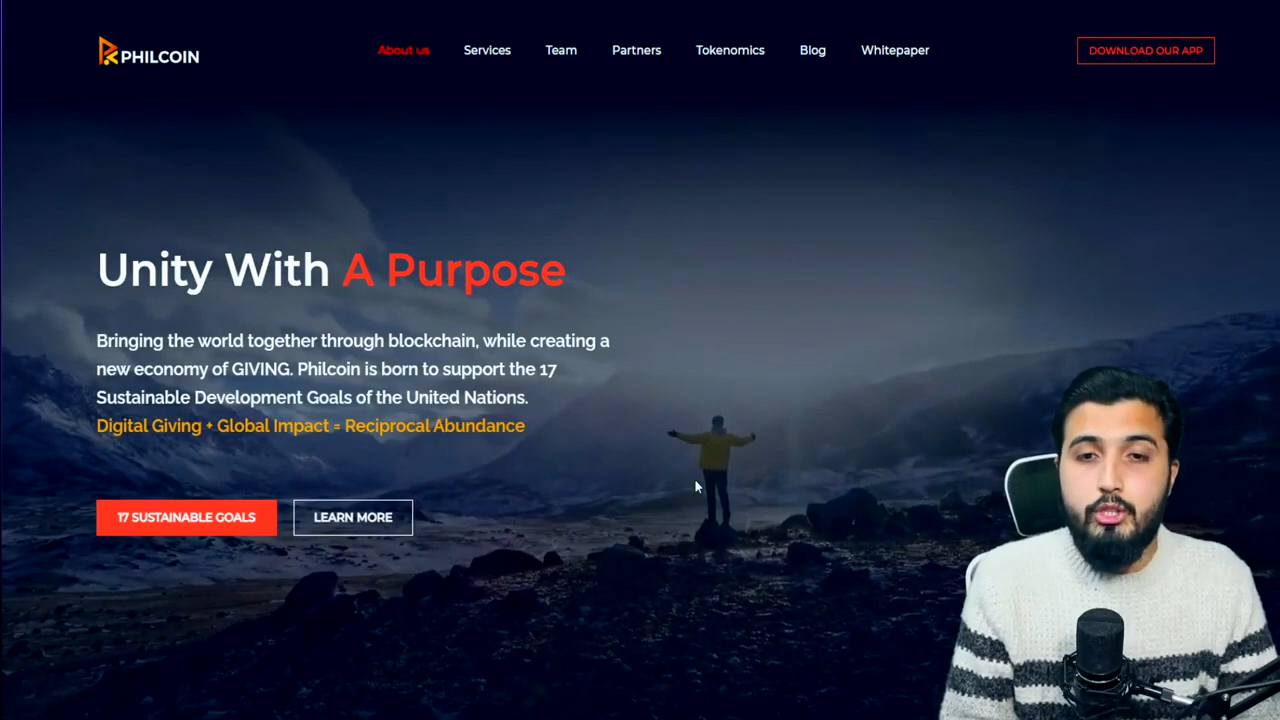 PHILCOIN
About us
Services
Team
Partners
Tokenomics
Blog
Whitepaper
DOWNLOAD OUR APP
Unity With A Purpose
Bringing the world together through blockchain, while creating a
new economy of GIVING. Philcoin is born to support the 17
Sustainable Development Goals of the United Nations.
Digital Giving + Global Impact = Reciprocal Abundance
17 SUSTAINABLE GOALS
LEARN MORE